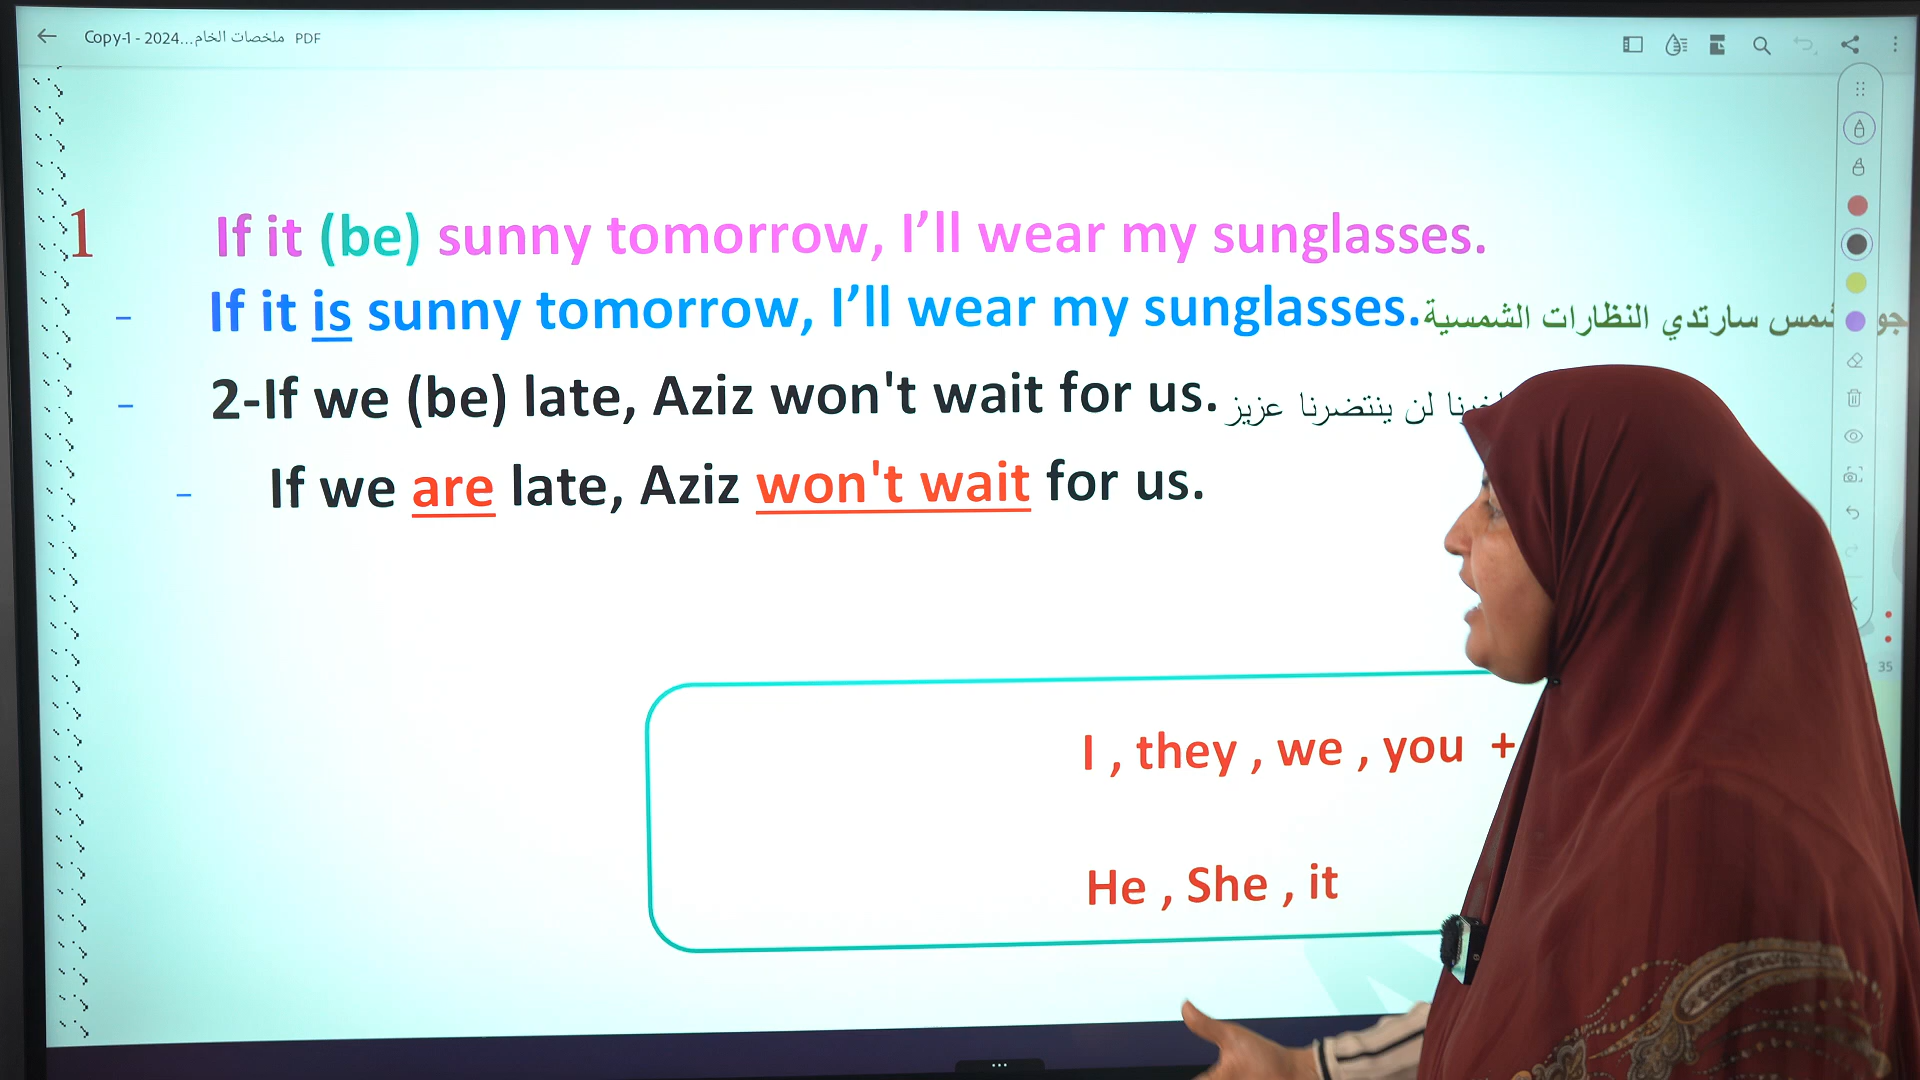 Copy-1 - 2024...ملخصات الخام PDF
1 If it (be) sunny tomorrow, I’ll wear my sunglasses.
- If it is sunny tomorrow, I’ll wear my sunglasses. جو سارتدي النظارات الشمسية
- 2-If we (be) late, Aziz won't wait for us. لن ينتضرنا عزيز
- If we are late, Aziz won't wait for us.
35
I , they , we , you +
He , She , it